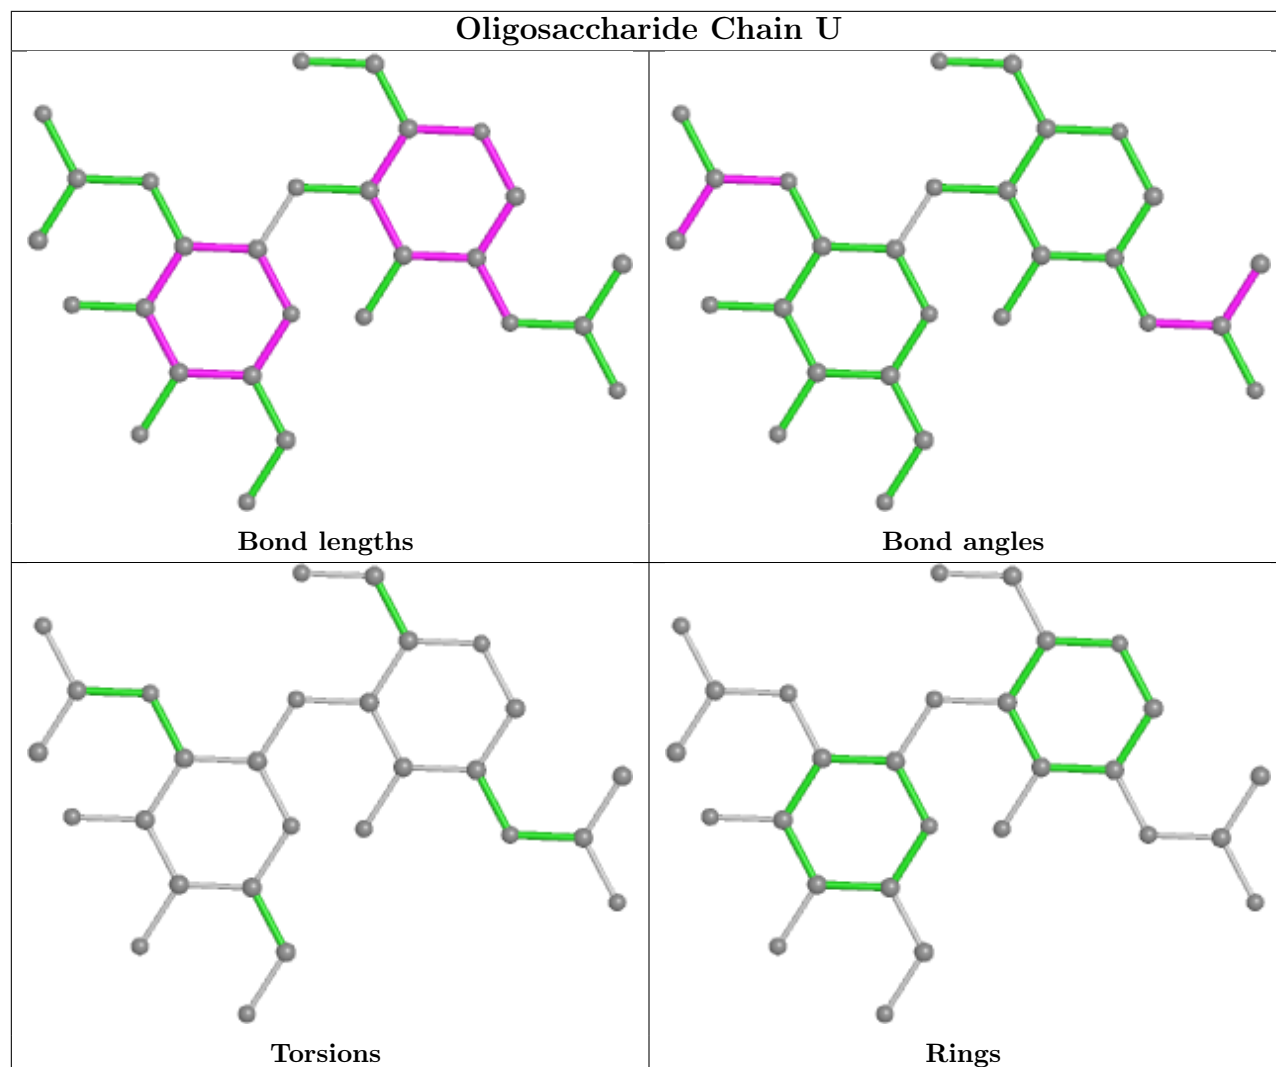 Oligosaccharide Chain U
Bond lengths
Bond angles
Torsions
Rings